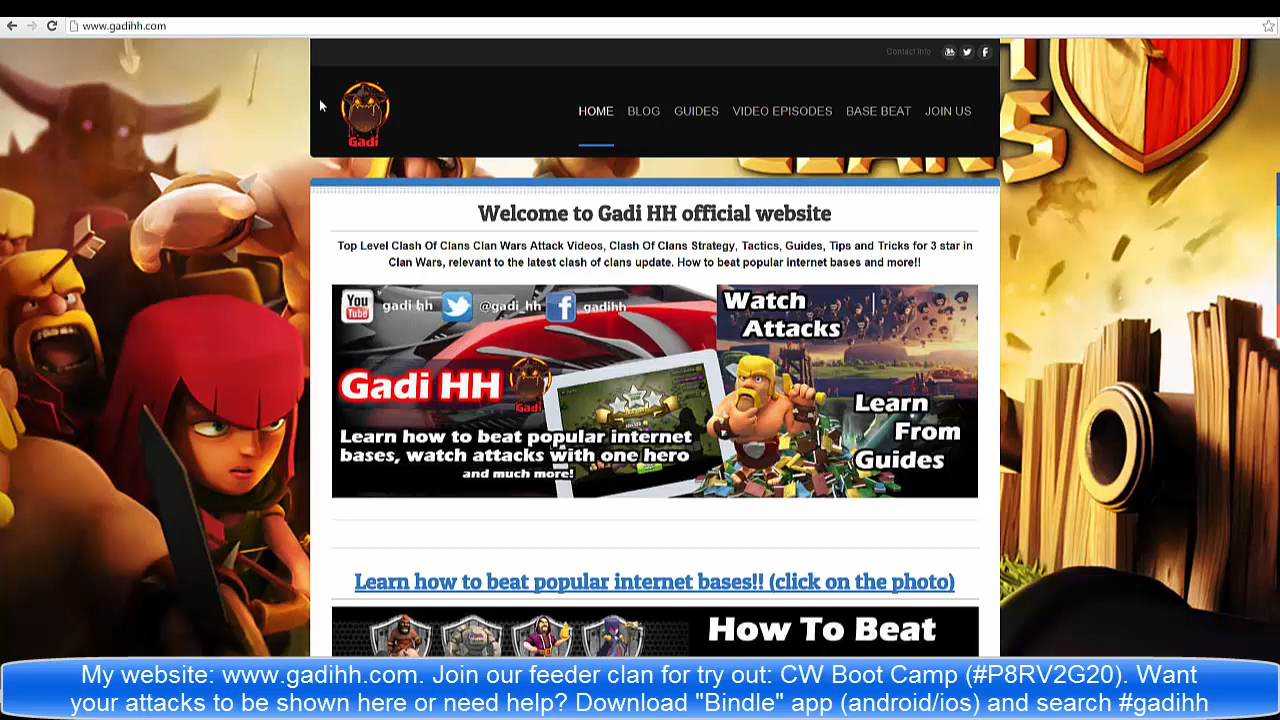 www.gadihh.com
Contact Info
Gadi
HOME BLOG GUIDES VIDEO EPISODES BASE BEAT JOIN US
Welcome to Gadi HH official website
Top Level Clash Of Clans Clan Wars Attack Videos, Clash Of Clans Strategy, Tactics, Guides, Tips and Tricks for 3 star in
Clan Wars, relevant to the latest clash of clans update. How to beat popular internet bases and more!!
You
Tube
gadi hh @gadi_hh gadihh
Watch
Attacks
Gadi HH
Gadi
Learn how to beat popular internet
bases, watch attacks with one hero
and much more!
Learn
From
Guides
Learn how to beat popular internet bases!! (click on the photo)
How To Beat
My website: www.gadihh.com. Join our feeder clan for try out: CW Boot Camp (#P8RV2G20). Want
your attacks to be shown here or need help? Download "Bindle" app (android/ios) and search #gadihh